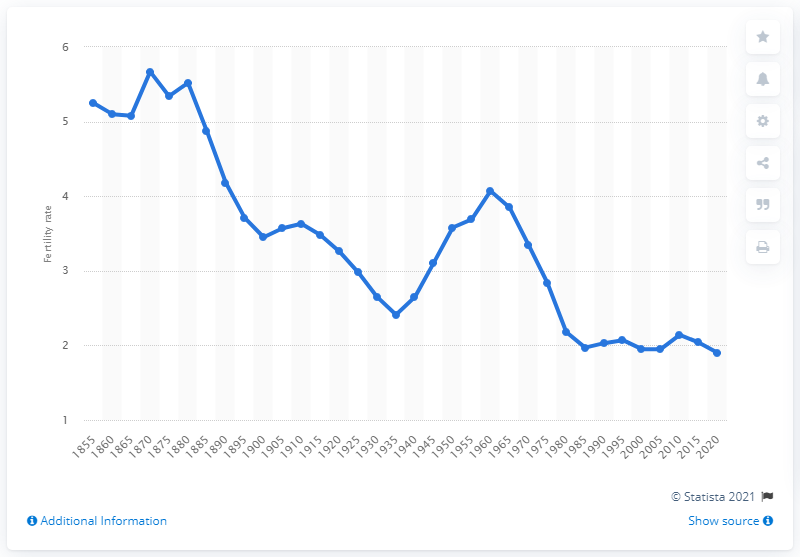 6
5
4
3
2
1
Fertility rate
1855 1860 1865 1870 1875 1880 1885 1890 1895 1900 1905 1910 1915 1920 1925 1930 1935 1940 1945 1950 1955 1960 1965 1970 1975 1980 1985 1990 1995 2000 2005 2010 2015 2020
© Statista 2021
Additional Information
Show source